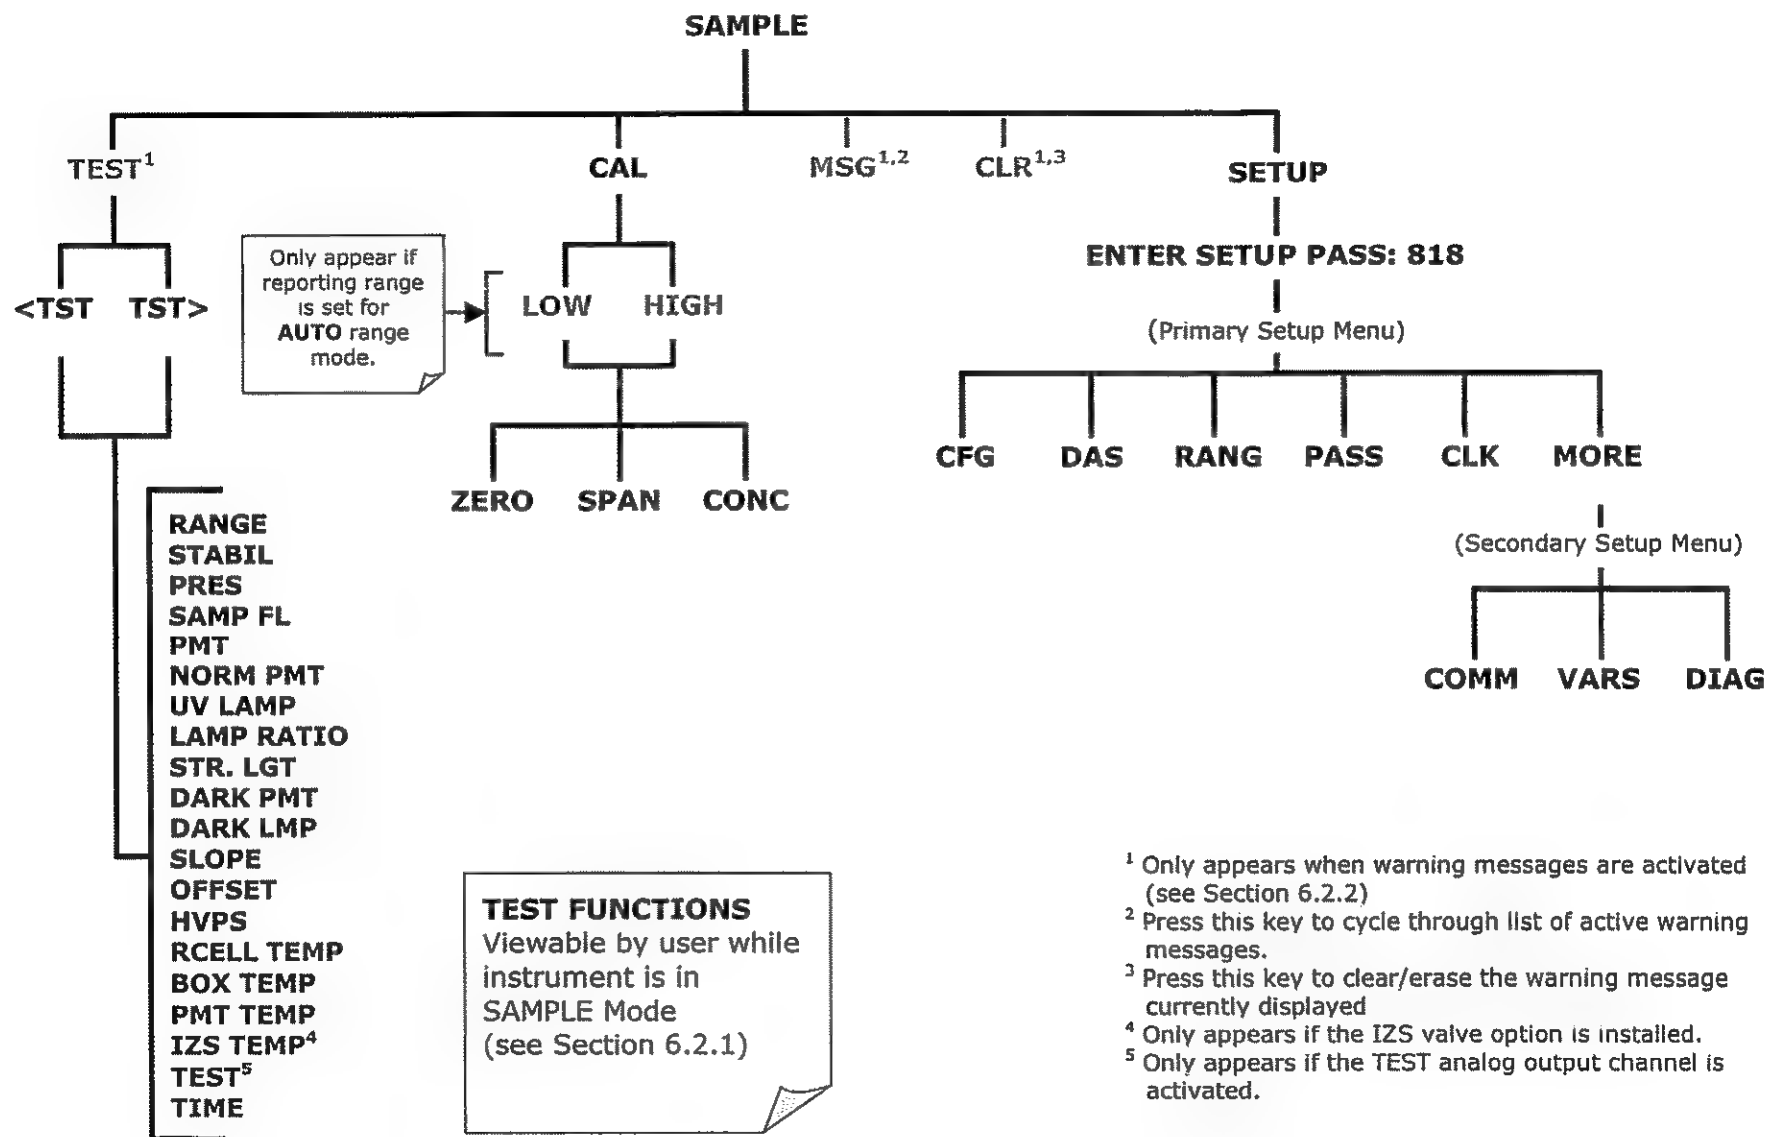 SAMPLE
TEST¹ CAL MSG¹,² CLR¹,³ SETUP
ENTER SETUP PASS: 818
(Primary Setup Menu)
CFG DAS RANG PASS CLK MORE
(Secondary Setup Menu)
COMM VARS DIAG
<TST TST>
Only appear if
reporting range
is set for
AUTO range
mode.
LOW HIGH
ZERO SPAN CONC
RANGE
STABIL
PRES
SAMP FL
PMT
NORM PMT
UV LAMP
LAMP RATIO
STR. LGT
DARK PMT
DARK LMP
SLOPE
OFFSET
HVPS
RCELL TEMP
BOX TEMP
PMT TEMP
IZS TEMP⁴
TEST⁵
TIME
TEST FUNCTIONS
Viewable by user while
instrument is in
SAMPLE Mode
(see Section 6.2.1)
¹ Only appears when warning messages are activated
(see Section 6.2.2)
² Press this key to cycle through list of active warning
messages.
³ Press this key to clear/erase the warning message
currently displayed
⁴ Only appears if the IZS valve option is installed.
⁵ Only appears if the TEST analog output channel is
activated.